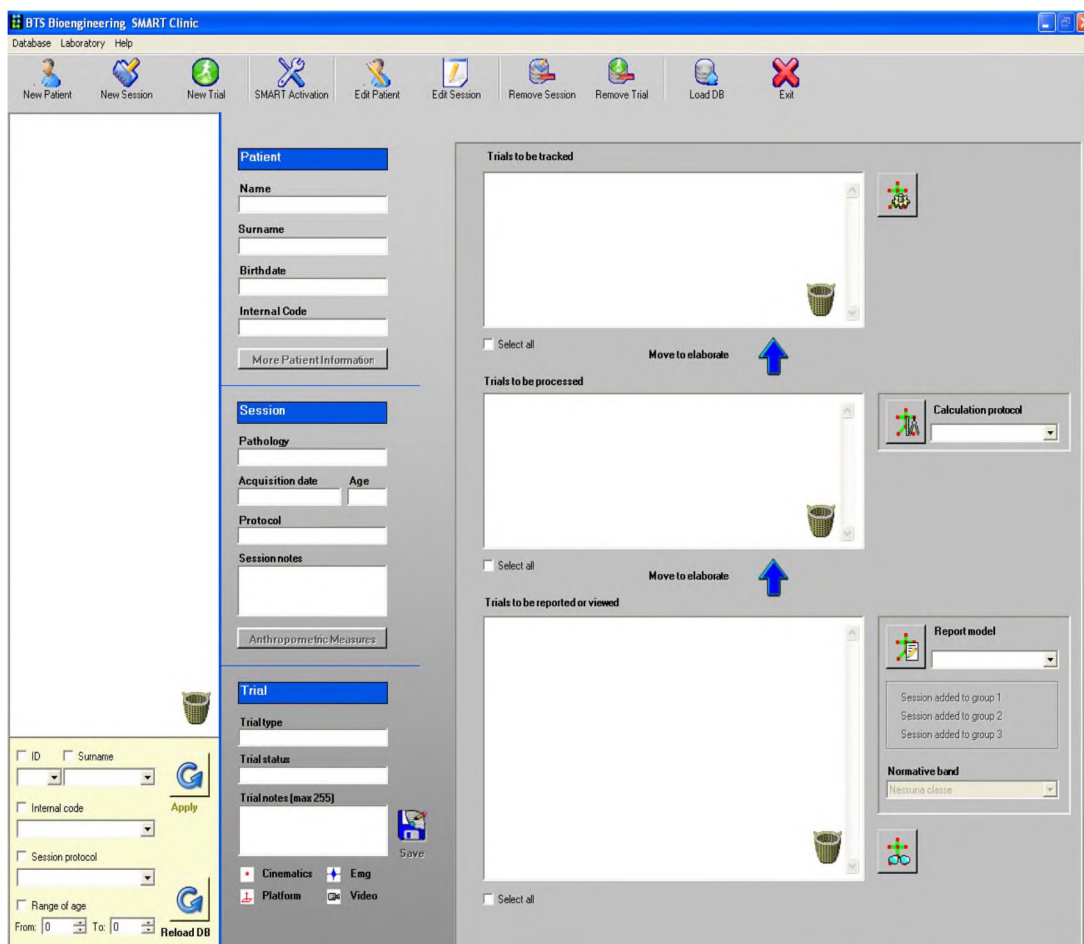 BTS Bioengineering SMART Clinic
Database Laboratory Help
New Patient New Session New Trial SMART Activation Edit Patient Edit Session Remove Session Remove Trial Load DB Exit
Patient
Name
Surname
Birthdate
Internal Code
More Patient Information
Session
Pathology
Acquisition date Age
Protocol
Session notes
Anthropometric Measures
Trial
Trial type
Trial status
Trial notes (max 255)
Save
Cinematics Emg
Platform Video
ID Surname
Apply
Internal code
Session protocol
Range of age
From: 0 To: 0 Reload DB
Trials to be tracked
Select all Move to elaborate
Trials to be processed
Calculation protocol
Select all Move to elaborate
Trials to be reported or viewed
Report model
Session added to group 1
Session added to group 2
Session added to group 3
Normative band
Nessuna classe
Select all